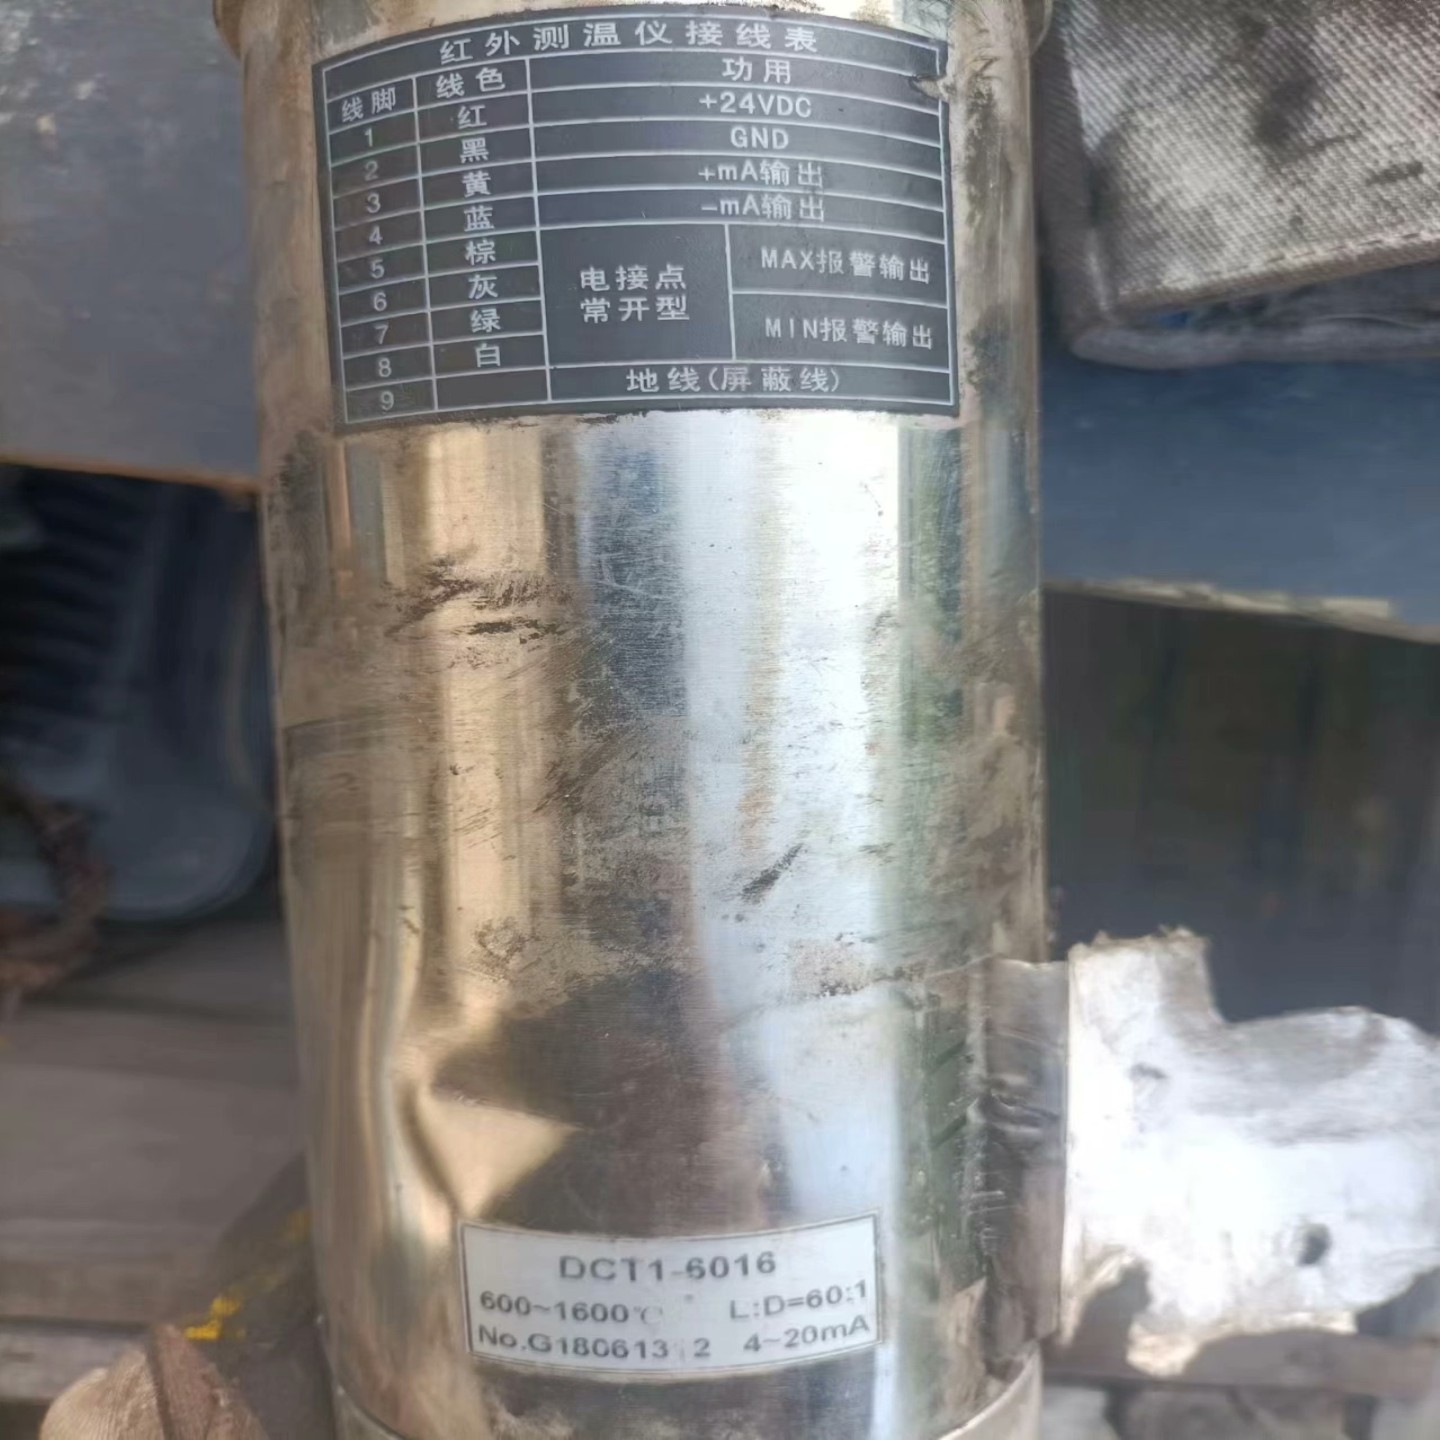 红外测温仪接线表
线脚 线色 功用
1 红 +24VDC
2 黑 GND
3 黄 +mA输出
4 蓝 -mA输出
5 棕 电接点 常开型 MAX报警输出
6 灰
7 绿 MIN报警输出
8 白
9 地线(屏蔽线)
DCT1-6016
600~1600℃ L:D=60:1
No.G180613 2 4~20mA